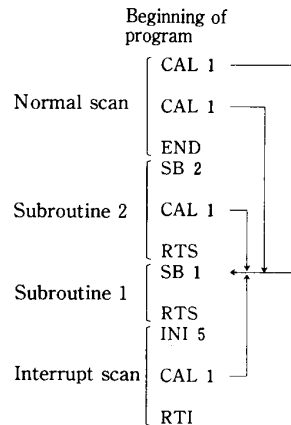 Beginning of
program
CAL 1
Normal scan
CAL 1
END
SB 2
Subroutine 2
CAL 1
RTS
SB 1
Subroutine 1
RTS
INI 5
Interrupt scan
CAL 1
RTI